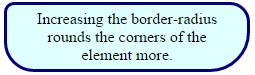 Increasing the border-radius
rounds the corners of the
element more.